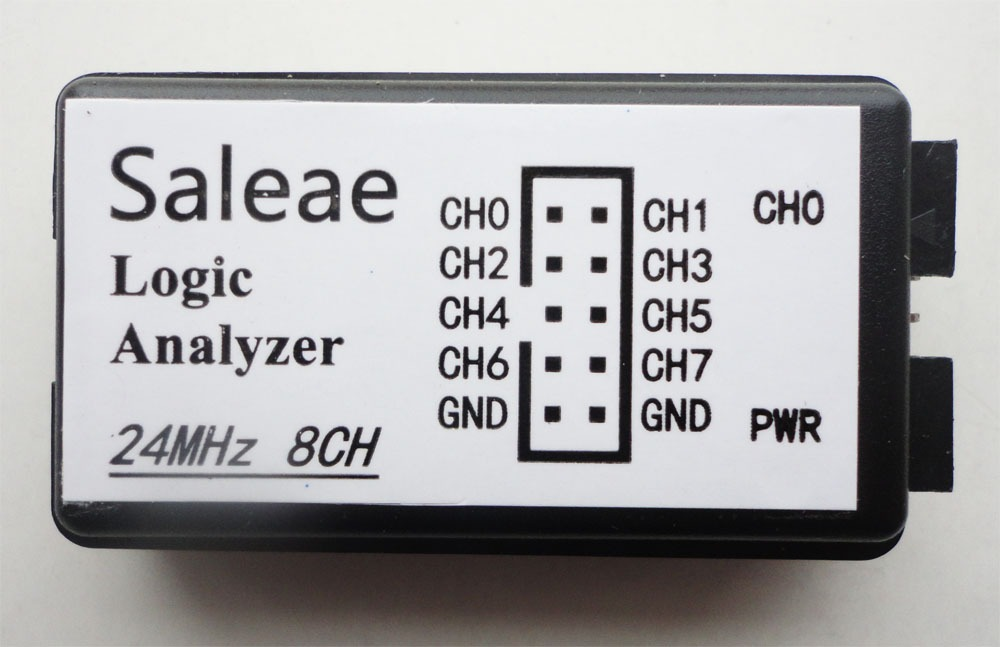 Saleae
Logic
Analyzer
24MHz 8CH
CH0 CH1
CH2 CH3
CH4 CH5
CH6 CH7
GND GND
CH0
PWR